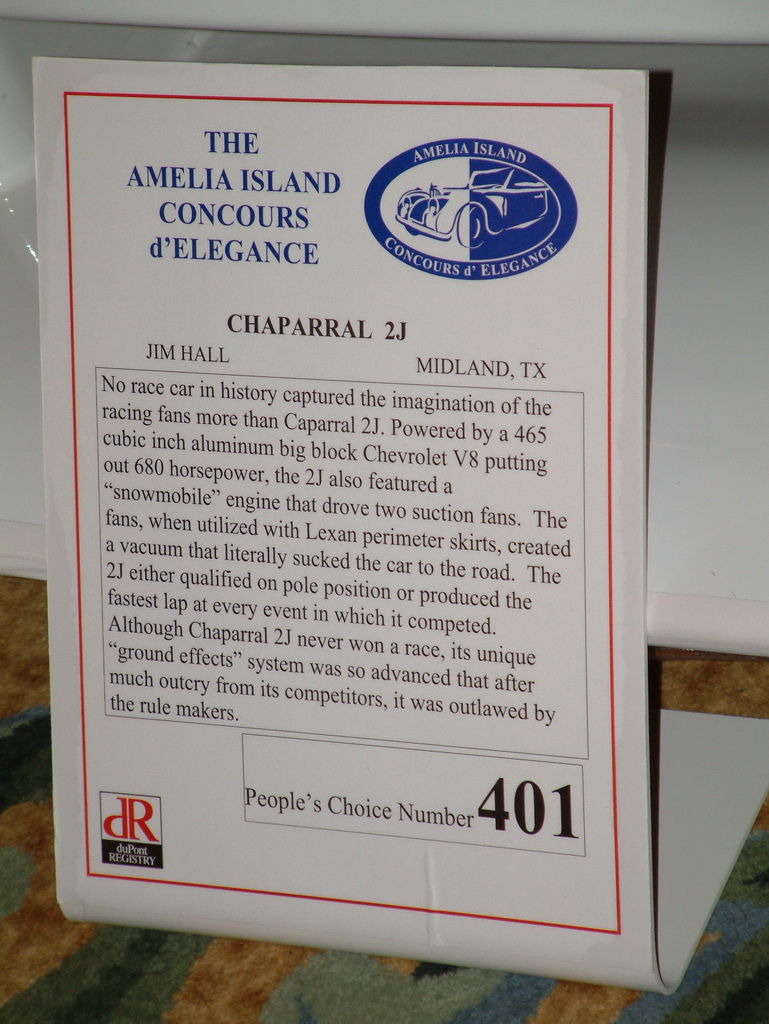 THE
AMELIA ISLAND
CONCOURS
d'ELEGANCE
AMELIA ISLAND
CONCOURS d' ELEGANCE
CHAPARRAL 2J
JIM HALL
MIDLAND, TX
No race car in history captured the imagination of the
racing fans more than Caparral 2J. Powered by a 465
cubic inch aluminum big block Chevrolet V8 putting
out 680 horsepower, the 2J also featured a
“snowmobile” engine that drove two suction fans. The
fans, when utilized with Lexan perimeter skirts, created
a vacuum that literally sucked the car to the road. The
2J either qualified on pole position or produced the
fastest lap at every event in which it competed.
Although Chaparral 2J never won a race, its unique
“ground effects” system was so advanced that after
much outcry from its competitors, it was outlawed by
the rule makers.
People's Choice Number 401
dR
duPont
REGISTRY